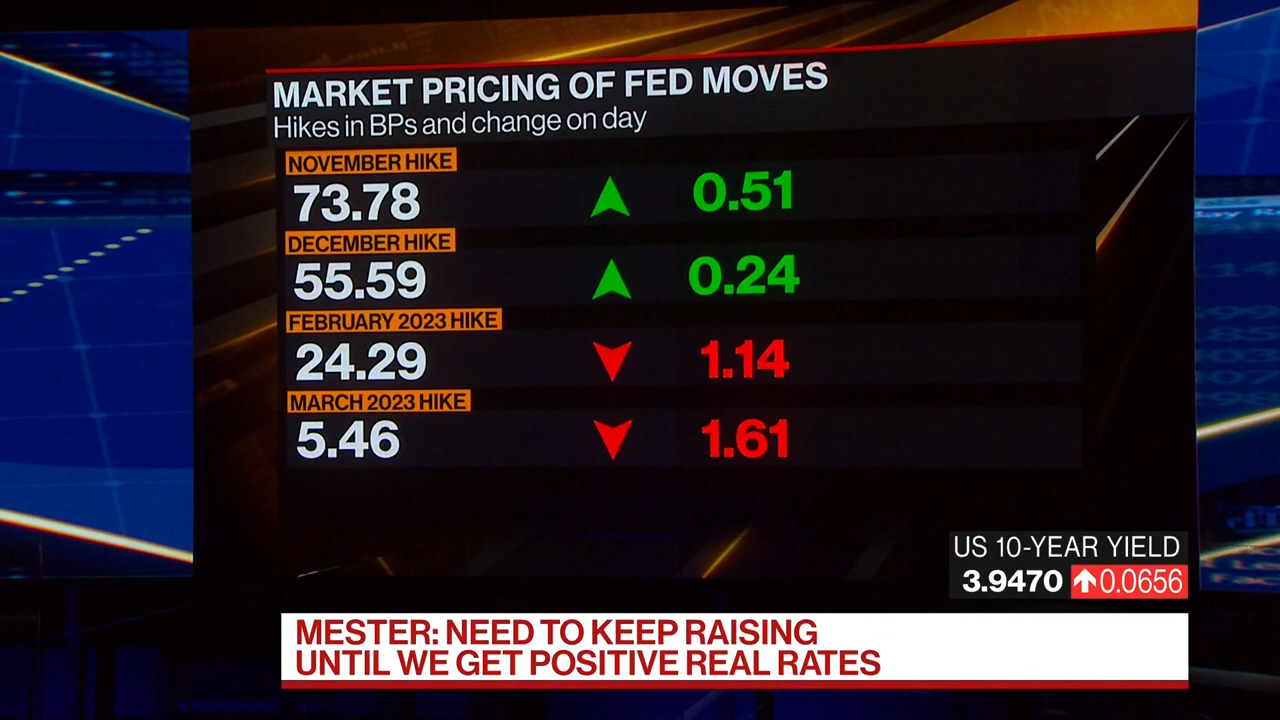 MARKET PRICING OF FED MOVES
Hikes in BPs and change on day
NOVEMBER HIKE
73.78 ▲ 0.51
DECEMBER HIKE
55.59 ▲ 0.24
FEBRUARY 2023 HIKE
24.29 ▼ 1.14
MARCH 2023 HIKE
5.46 ▼ 1.61
US 10-YEAR YIELD
3.9470 ↑0.0656
MESTER: NEED TO KEEP RAISING
UNTIL WE GET POSITIVE REAL RATES